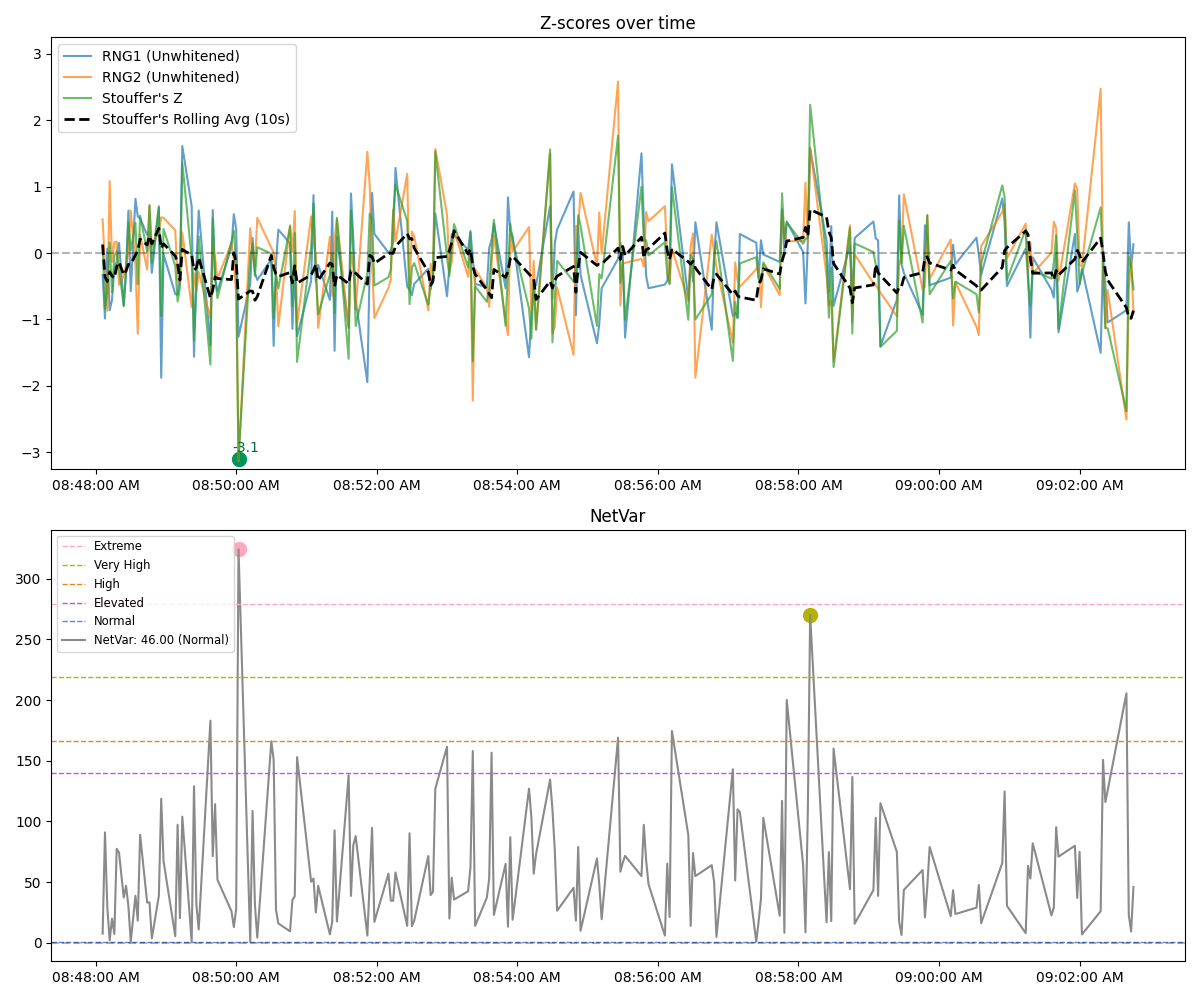 Z-scores over time
3
2
1
0
−1
−2
−3
RNG1 (Unwhitened)
RNG2 (Unwhitened)
Stouffer's Z
Stouffer's Rolling Avg (10s)
-3.1
08:48:00 AM 08:50:00 AM 08:52:00 AM 08:54:00 AM 08:56:00 AM 08:58:00 AM 09:00:00 AM 09:02:00 AM
NetVar
300
250
200
150
100
50
0
Extreme
Very High
High
Elevated
Normal
NetVar: 46.00 (Normal)
08:48:00 AM 08:50:00 AM 08:52:00 AM 08:54:00 AM 08:56:00 AM 08:58:00 AM 09:00:00 AM 09:02:00 AM